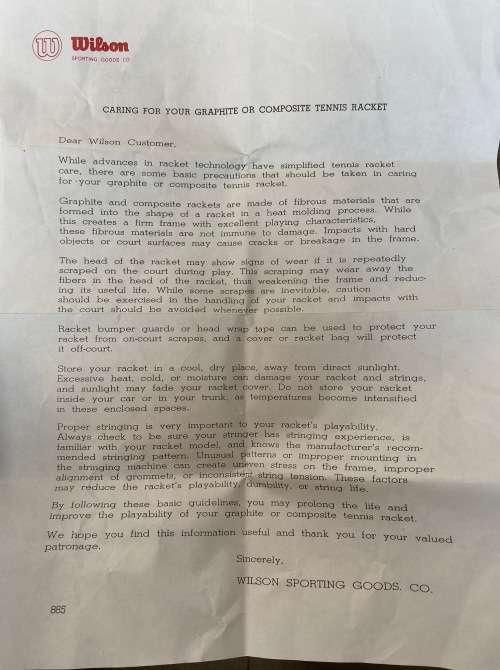 W Wilson
SPORTING GOODS CO
CARING FOR YOUR GRAPHITE OR COMPOSITE TENNIS RACKET
Dear Wilson Customer,
While advances in racket technology have simplified tennis racket
care, there are some basic precautions that should be taken in caring
for your graphite or composite tennis racket.
Graphite and composite rackets are made of fibrous materials that are
formed into the shape of a racket in a heat molding process. While
this creates a firm frame with excellent playing characteristics,
these fibrous materials are not immune to damage. Impacts with hard
objects or court surfaces may cause cracks or breakage in the frame.
The head of the racket may show signs of wear if it is repeatedly
scraped on the court during play. This scraping may wear away the
fibers in the head of the racket, thus weakening the frame and reduc-
ing its useful life. While some scrapes are inevitable, caution
should be exercised in the handling of your racket and impacts with
the court should be avoided whenever possible.
Racket bumper guards or head wrap tape can be used to protect your
racket from on-court scrapes, and a cover or racket bag will protect
it off-court.
Store your racket in a cool, dry place, away from direct sunlight.
Excessive heat, cold, or moisture can damage your racket and strings,
and sunlight may fade your racket cover. Do not store your racket
inside your car or in your trunk, as temperatures become intensified
in these enclosed spaces.
Proper stringing is very important to your racket's playability.
Always check to be sure your stringer has stringing experience, is
familiar with your racket model, and knows the manufacturer's recom-
mended stringing pattern. Unusual patterns or improper mounting in
the stringing machine can create uneven stress on the frame, improper
alignment of grommets, or inconsistent string tension. These factors
may reduce the racket's playability, durability, or string life.
By following these basic guidelines, you may prolong the life and
improve the playability of your graphite or composite tennis racket.
We hope you find this information useful and thank you for your valued
patronage.
Sincerely,
WILSON SPORTING GOODS. CO.
885